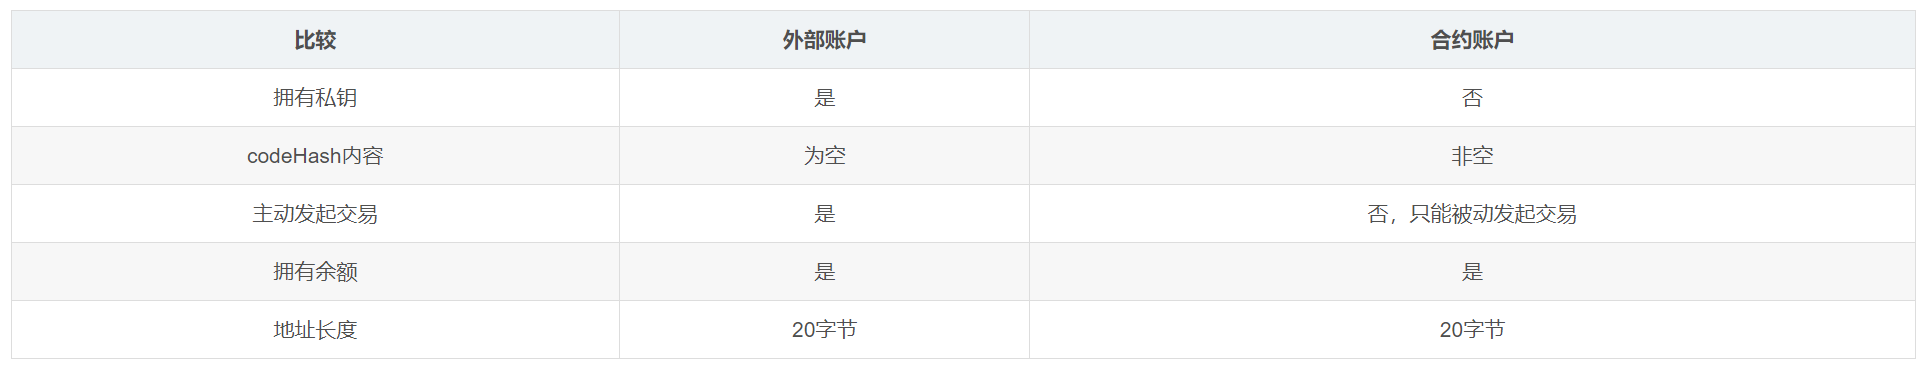 比较 外部账户 合约账户
拥有私钥 是 否
codeHash内容 为空 非空
主动发起交易 是 否，只能被动发起交易
拥有余额 是 是
地址长度 20字节 20字节